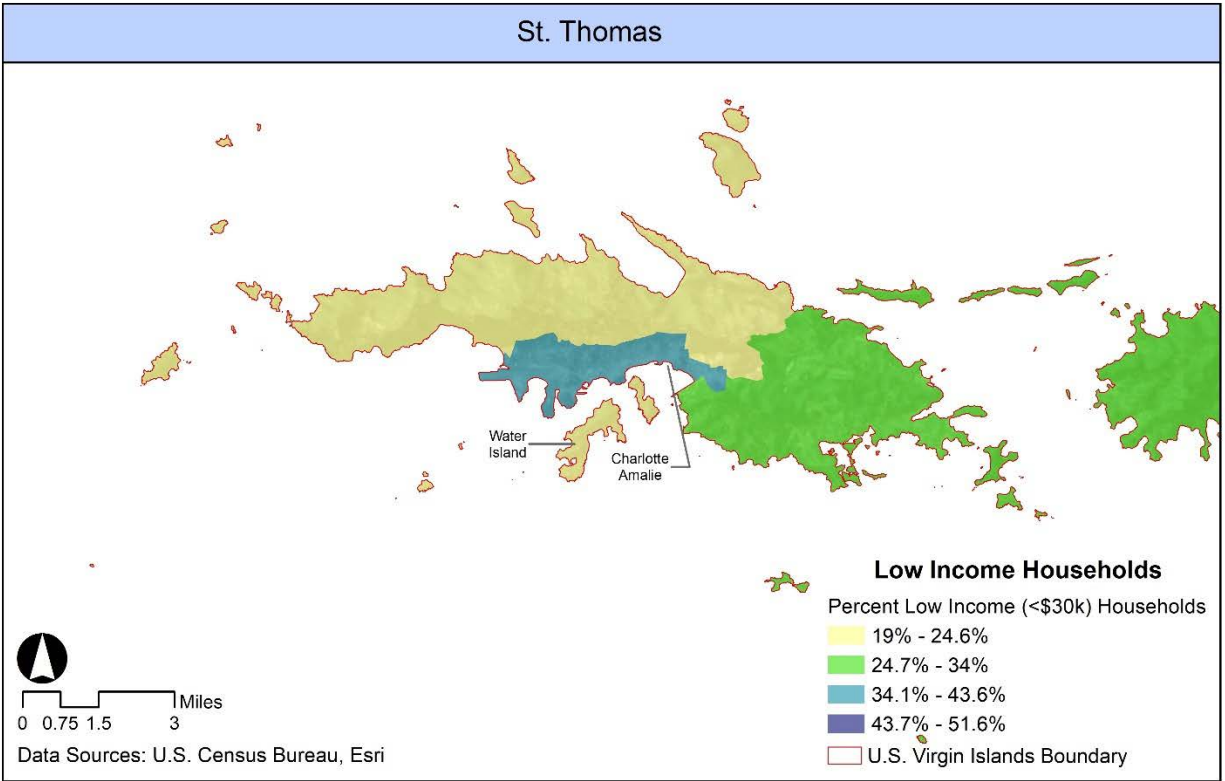 St. Thomas
Water
Island
Charlotte
Amalie
Low Income Households
Percent Low Income (<$30k) Households
19% - 24.6%
24.7% - 34%
34.1% - 43.6%
43.7% - 51.6%
U.S. Virgin Islands Boundary
Miles
0 0.75 1.5 3
Data Sources: U.S. Census Bureau, Esri